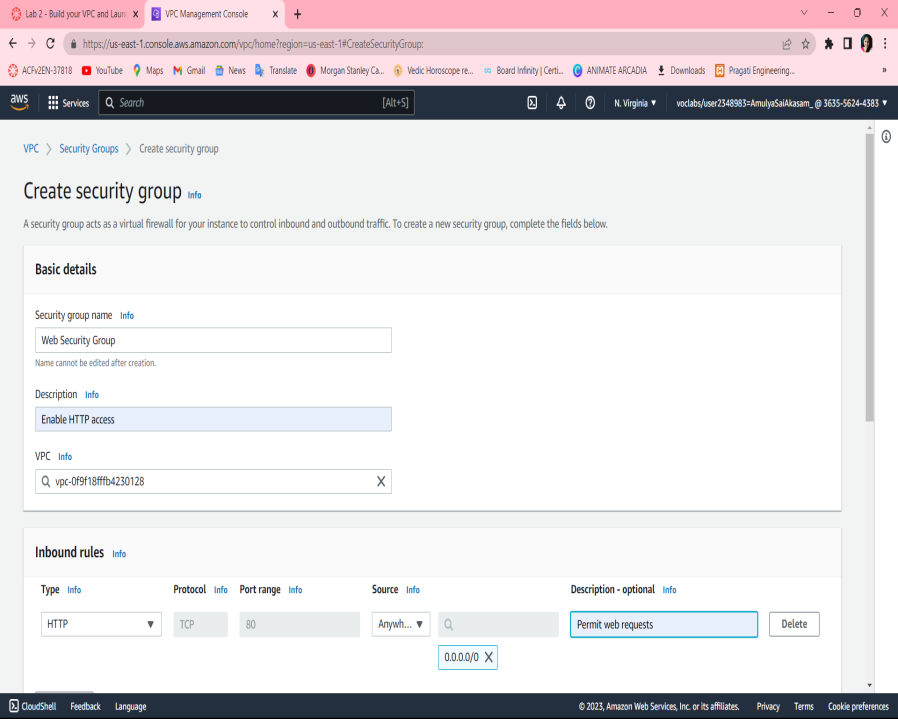 Lab 2 - Build your VPC and Laun
VPC Management Console
https://us-east-1.console.aws.amazon.com/vpc/home?region=us-east-1#CreateSecurityGroup:
ACFv2EN-37818 YouTube Maps Gmail News Translate Morgan Stanley Ca... Vedic Horoscope re... Board Infinity | Certi... ANIMATE ARCADIA Downloads Pragati Engineering... »
aws Services Search [Alt+S] N. Virginia ▼ voclabs/user2348983=AmulyaSaiAkasam_ @ 3635-5624-4383 ▼
VPC > Security Groups > Create security group
Create security group Info
A security group acts as a virtual firewall for your instance to control inbound and outbound traffic. To create a new security group, complete the fields below.
Basic details
Security group name Info
Web Security Group
Name cannot be edited after creation.
Description Info
Enable HTTP access
VPC Info
vpc-0f9f18fffb4230128
Inbound rules Info
Type Info Protocol Info Port range Info Source Info Description - optional Info
HTTP TCP 80 Anywh... Permit web requests Delete
0.0.0.0/0
CloudShell Feedback Language © 2023, Amazon Web Services, Inc. or its affiliates. Privacy Terms Cookie preferences